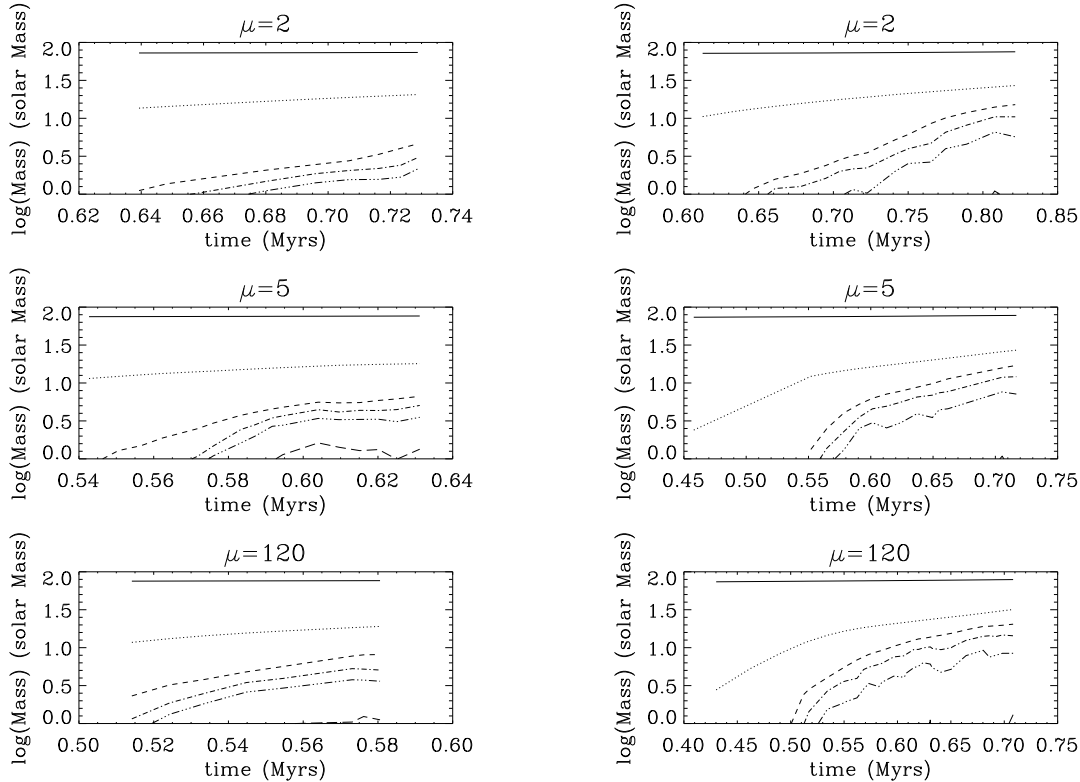 μ=2
log(Mass) (solar Mass)
2.0
1.5
1.0
0.5
0.0
0.62 0.64 0.66 0.68 0.70 0.72 0.74
time (Myrs)
μ=2
log(Mass) (solar Mass)
2.0
1.5
1.0
0.5
0.0
0.60 0.65 0.70 0.75 0.80 0.85
time (Myrs)
μ=5
log(Mass) (solar Mass)
2.0
1.5
1.0
0.5
0.0
0.54 0.56 0.58 0.60 0.62 0.64
time (Myrs)
μ=5
log(Mass) (solar Mass)
2.0
1.5
1.0
0.5
0.0
0.45 0.50 0.55 0.60 0.65 0.70 0.75
time (Myrs)
μ=120
log(Mass) (solar Mass)
2.0
1.5
1.0
0.5
0.0
0.50 0.52 0.54 0.56 0.58 0.60
time (Myrs)
μ=120
log(Mass) (solar Mass)
2.0
1.5
1.0
0.5
0.0
0.40 0.45 0.50 0.55 0.60 0.65 0.70 0.75
time (Myrs)